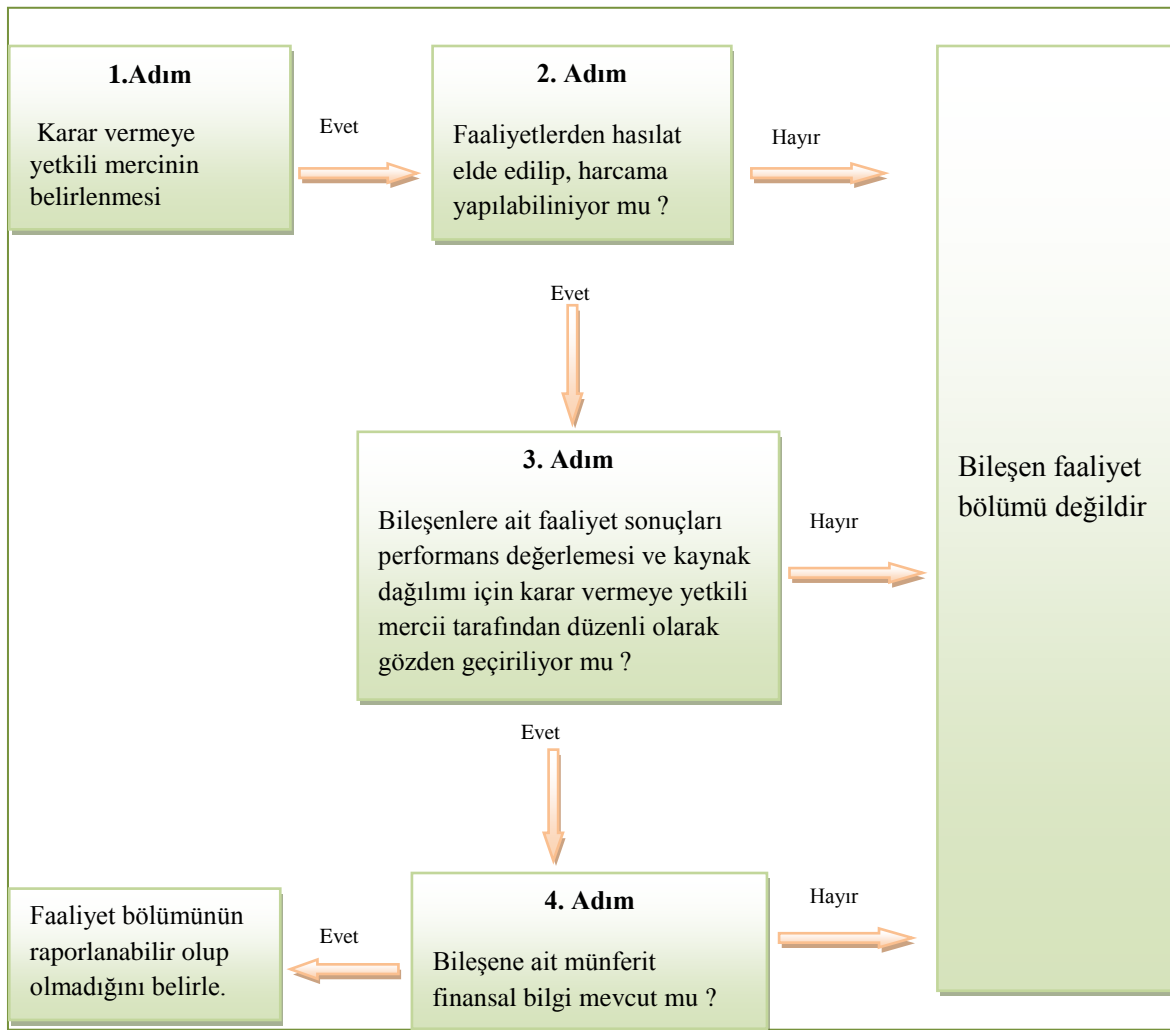 1.Adım
Karar vermeye
yetkili mercinin
belirlenmesi
Evet
2. Adım
Faaliyetlerden hasılat
elde edilip, harcama
yapılabiliniyor mu ?
Hayır
Evet
3. Adım
Bileşenlere ait faaliyet sonuçları
performans değerlemesi ve kaynak
dağılımı için karar vermeye yetkili
mercii tarafından düzenli olarak
gözden geçiriliyor mu ?
Hayır
Bileşen faaliyet
bölümü değildir
Evet
4. Adım
Bileşene ait münferit
finansal bilgi mevcut mu ?
Hayır
Evet
Faaliyet bölümünün
raporlanabilir olup
olmadığını belirle.